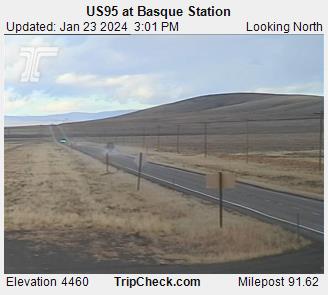 US95 at Basque Station
Updated: Jan 23 2024 3:01 PM Looking North
Elevation 4460 TripCheck.com Milepost 91.62